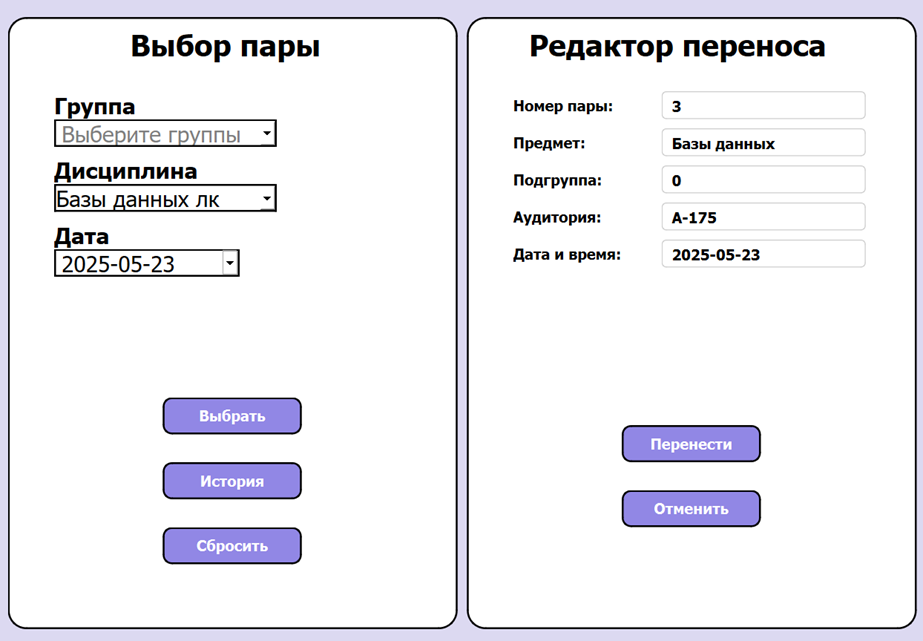 Выбор пары
Группа
Выберите группы
Дисциплина
Базы данных лк
Дата
2025-05-23
Выбрать
История
Сбросить
Редактор переноса
Номер пары: 3
Предмет: Базы данных
Подгруппа: 0
Аудитория: А-175
Дата и время: 2025-05-23
Перенести
Отменить